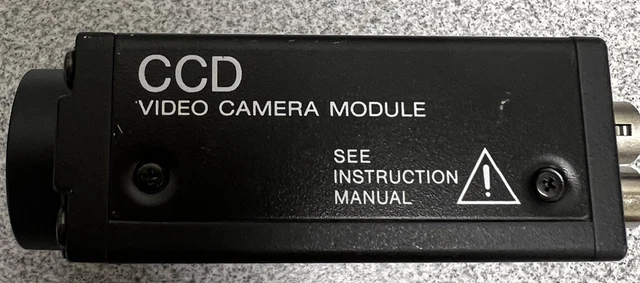 CCD
VIDEO CAMERA MODULE
SEE
INSTRUCTION
MANUAL